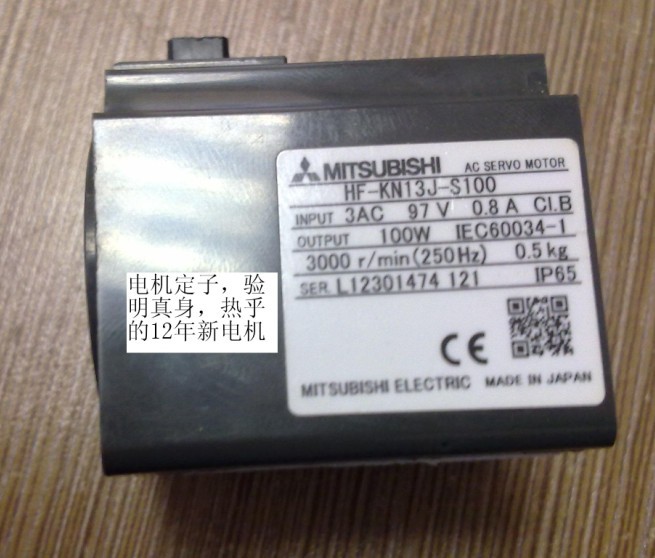 MITSUBISHI AC SERVO MOTOR
HF-KN13J-S100
INPUT 3AC 97 V 0.8 A CI.B
OUTPUT 100W IEC60034-1
3000 r/min(250Hz) 0.5 kg
SER. L12301474 121 IP65
CE
MITSUBISHI ELECTRIC MADE IN JAPAN
电机定子，验
明真身，热乎
的12年新电机